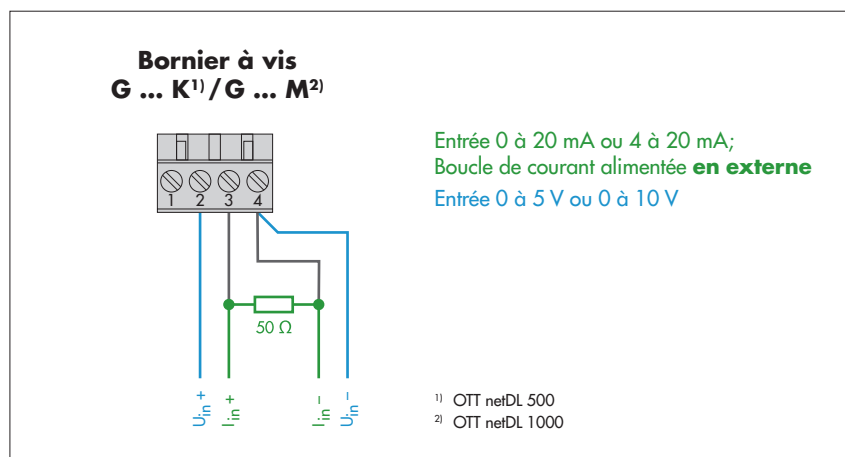 Bornier à vis
G ... K¹⁾/G ... M²⁾
Entrée 0 à 20 mA ou 4 à 20 mA;
Boucle de courant alimentée en externe
Entrée 0 à 5 V ou 0 à 10 V
1 2 3 4
50 Ω
Uin + Iin + Iin – Uin –
¹⁾ OTT netDL 500
²⁾ OTT netDL 1000